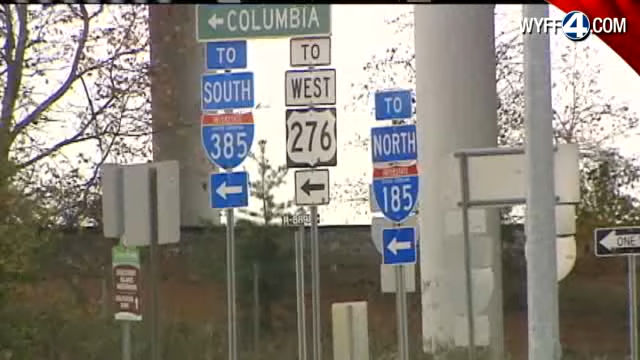 WYFF4.COM
← COLUMBIA
TO
SOUTH
INTERSTATE
385
TO
WEST
276
TO
NORTH
INTERSTATE
185
ONE